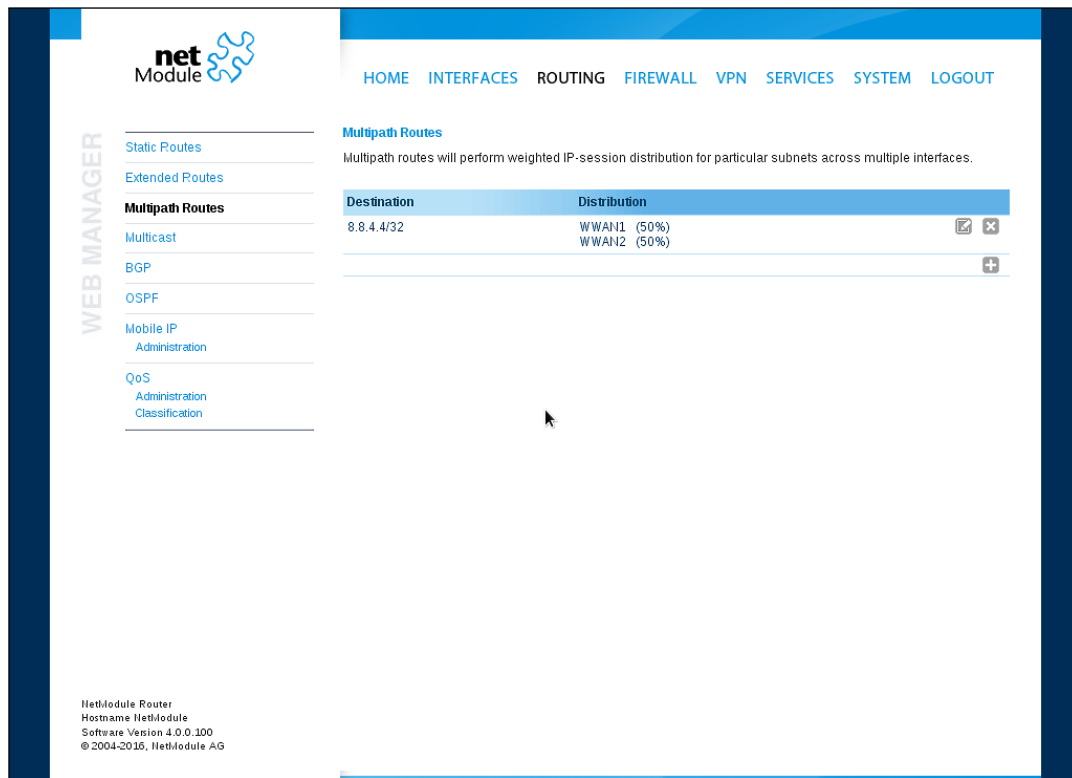 net
Module
HOME INTERFACES ROUTING FIREWALL VPN SERVICES SYSTEM LOGOUT
WEB MANAGER
Static Routes
Extended Routes
Multipath Routes
Multicast
BGP
OSPF
Mobile IP
Administration
QoS
Administration
Classification
Multipath Routes
Multipath routes will perform weighted IP-session distribution for particular subnets across multiple interfaces.
Destination Distribution
8.8.4.4/32 WWAN1 (50%)
WWAN2 (50%)
NetModule Router
Hostname NetModule
Software Version 4.0.0.100
© 2004-2016, NetModule AG